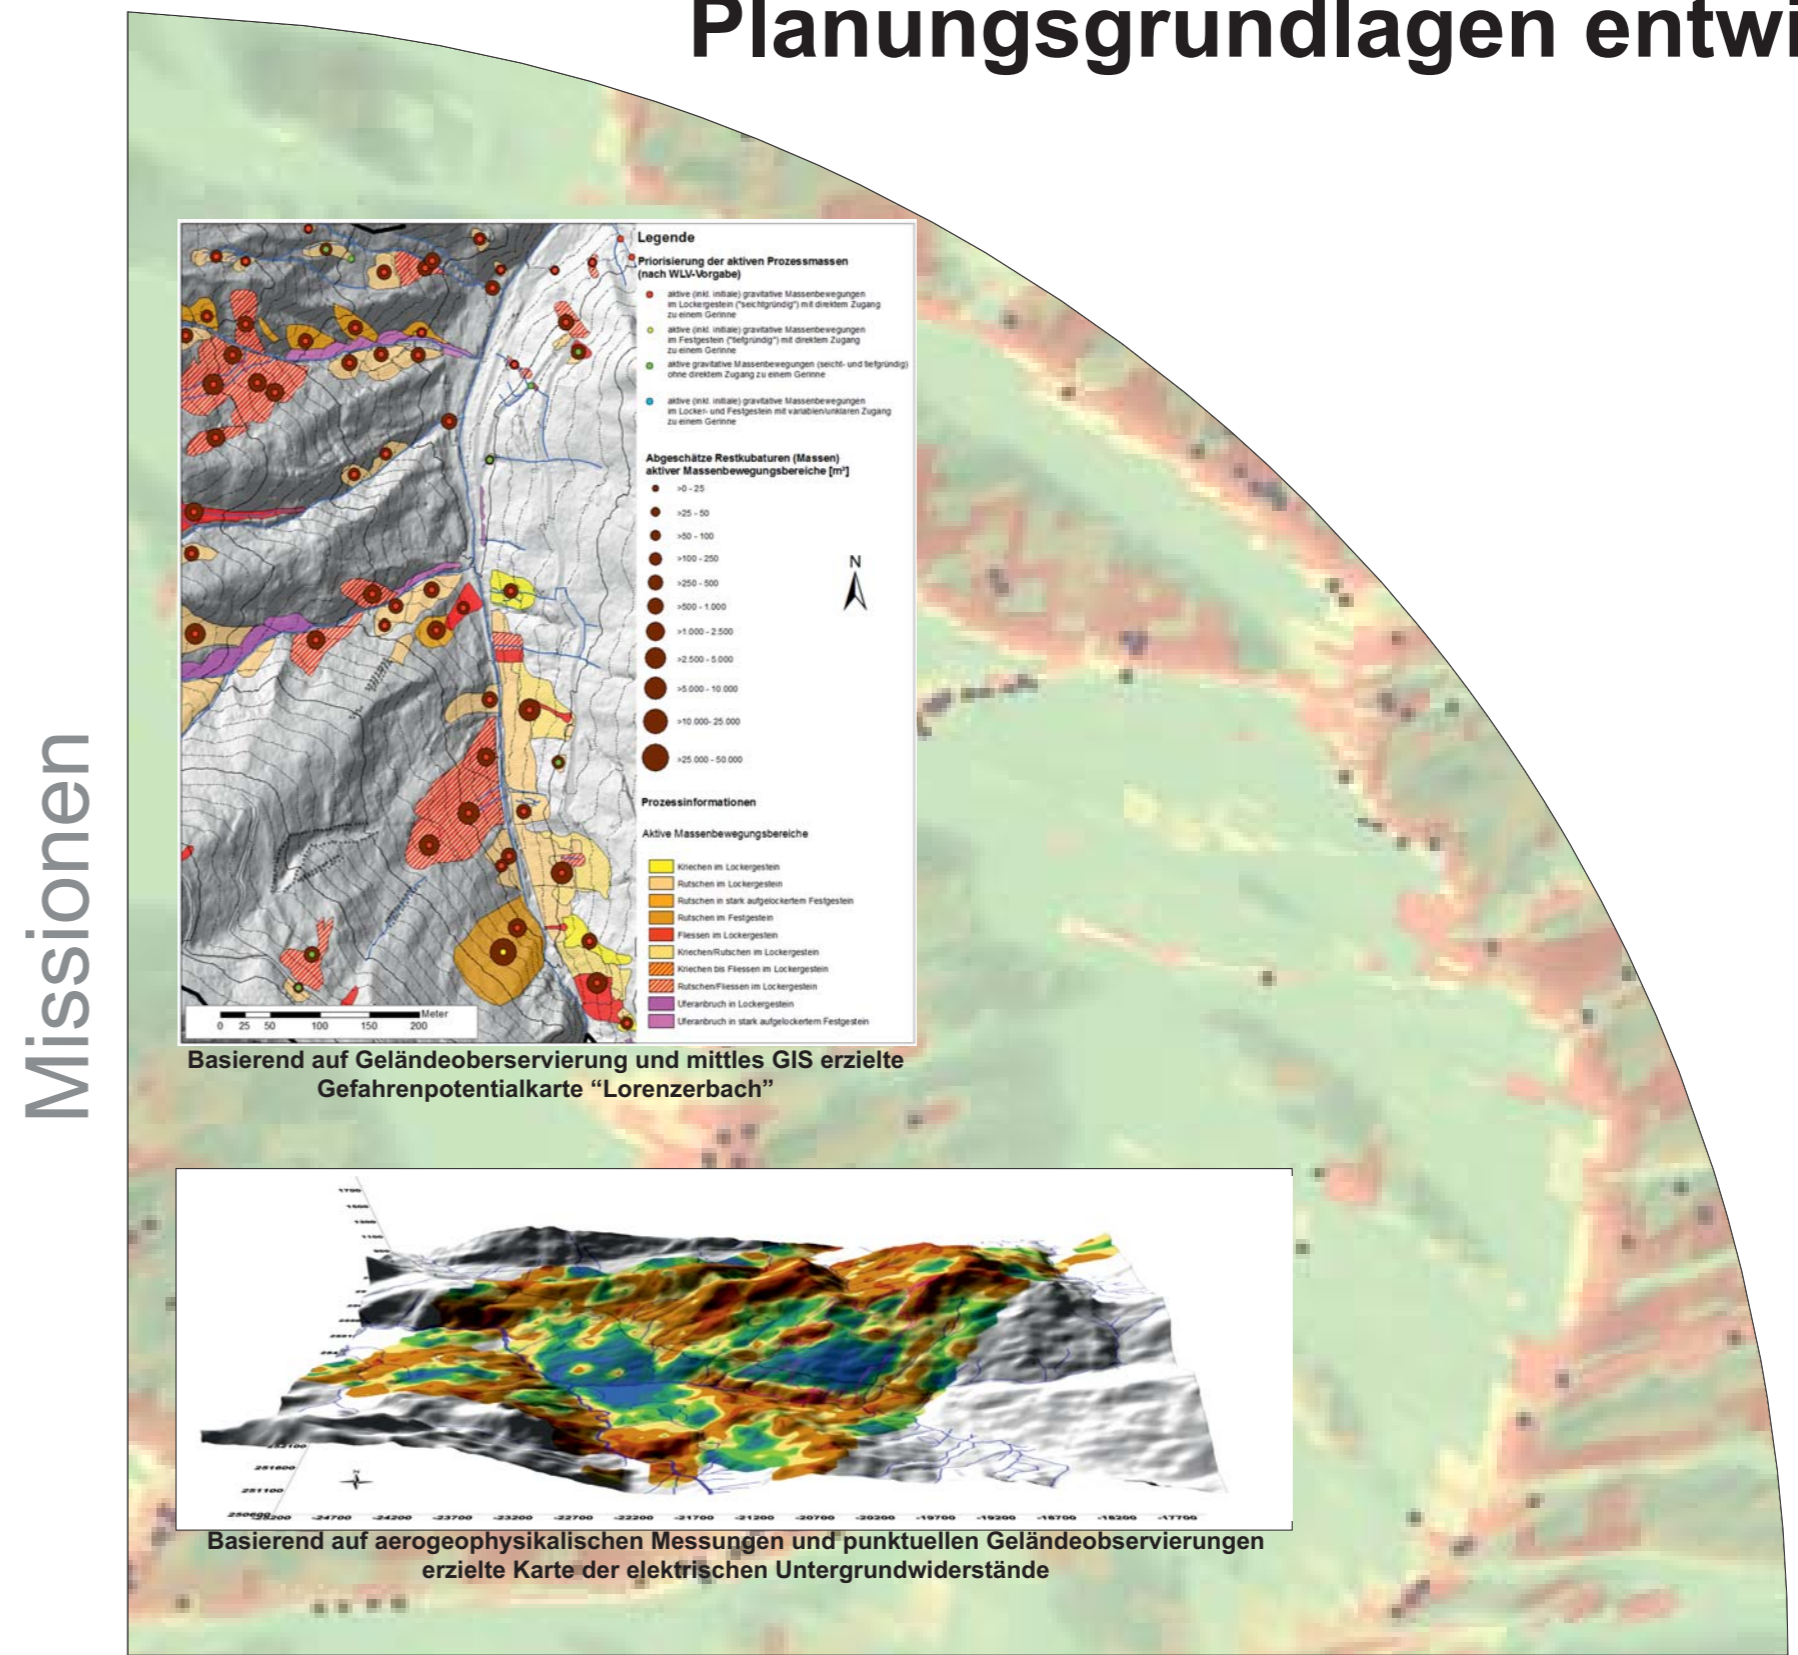 Planungsgrundlagen entwi
Missionen
Legende
Priorisierung der aktiven Prozessmassen
(nach WLV-Vorgabe)
aktive (inkl. initiale) gravitative Massenbewegungen
im Lockergestein ("seichtgründig") mit direktem Zugang
zu einem Gerinne
aktive (inkl. initiale) gravitative Massenbewegungen
im Festgestein ("tiefgründig") mit direktem Zugang
zu einem Gerinne
aktive gravitative Massenbewegungen (seicht- und tiefgründig)
ohne direktem Zugang zu einem Gerinne
aktive (inkl. initiale) gravitative Massenbewegungen
im Locker- und Festgestein mit variablen/unklaren Zugang
zu einem Gerinne
Abgeschätze Restkubaturen (Massen)
aktiver Massenbewegungsbereiche [m³]
>0 - 25
>25 - 50
>50 - 100
>100 - 250
>250 - 500
>500 - 1.000
>1.000 - 2.500
>2.500 - 5.000
>5.000 - 10.000
>10.000- 25.000
>25.000 - 50.000
N
Prozessinformationen
Aktive Massenbewegungsbereiche
Kriechen im Lockergestein
Rutschen im Lockergestein
Rutschen in stark aufgelockertem Festgestein
Rutschen im Festgestein
Fliessen im Lockergestein
Kriechen/Rutschen im Lockergestein
Kriechen bis Fliessen im Lockergestein
Rutschen/Fliessen im Lockergestein
Uferanbruch in Lockergestein
Uferanbruch in stark aufgelockertem Festgestein
Meter
0 25 50 100 150 200
Basierend auf Geländeoberservierung und mittles GIS erzielte
Gefahrenpotentialkarte “Lorenzerbach”
1700
1500
1300
1100
252100
251600
251100
250600
-24700 -24200 -23700 -23200 -22700 -22200 -21700 -21200 -20700 -20200 -19700 -19200 -18700 -18200 -17700
Basierend auf aerogeophysikalischen Messungen und punktuellen Geländeobservierungen
erzielte Karte der elektrischen Untergrundwiderstände